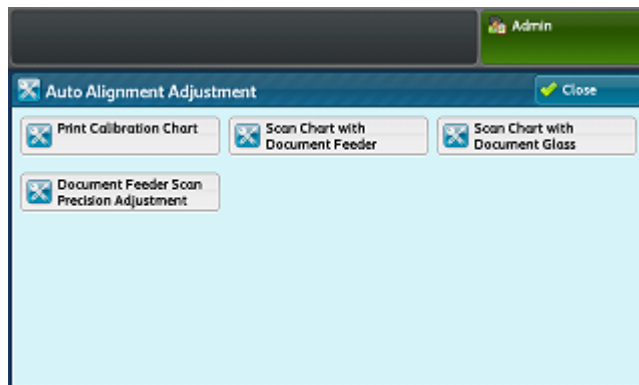 Admin
Auto Alignment Adjustment
Close
Print Calibration Chart
Scan Chart with
Document Feeder
Scan Chart with
Document Glass
Document Feeder Scan
Precision Adjustment